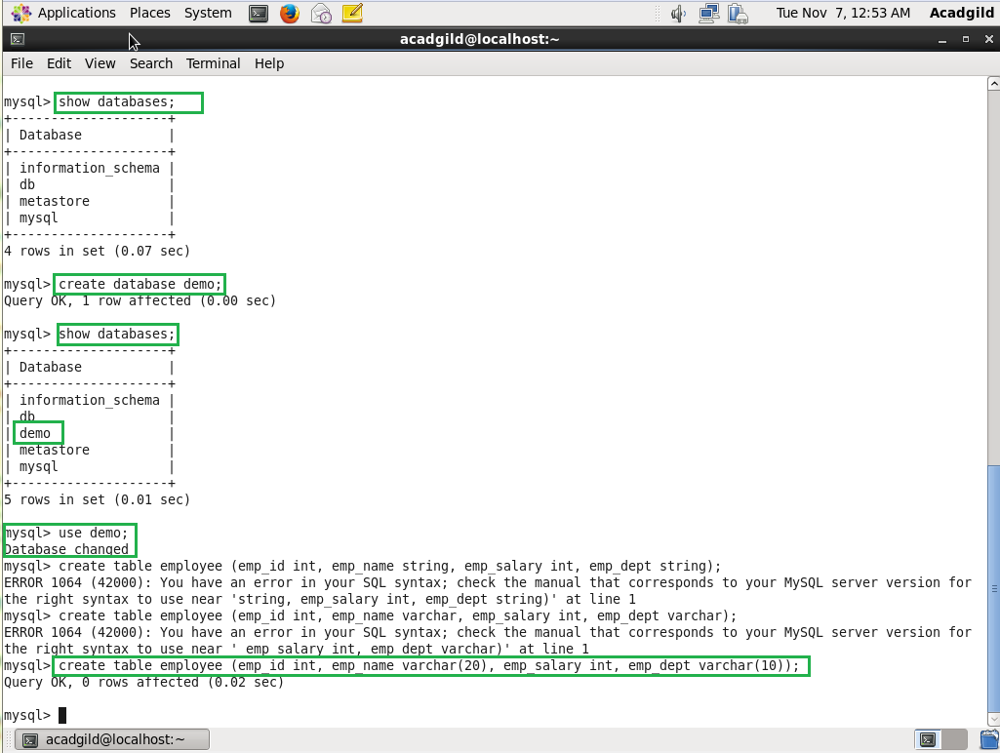 Applications Places System Tue Nov 7, 12:53 AM Acadgild
acadgild@localhost:~
File Edit View Search Terminal Help
mysql> show databases;
+--------------------+
| Database           |
+--------------------+
| information_schema |
| db                 |
| metastore          |
| mysql              |
+--------------------+
4 rows in set (0.07 sec)
mysql> create database demo;
Query OK, 1 row affected (0.00 sec)
mysql> show databases;
+--------------------+
| Database           |
+--------------------+
| information_schema |
| db                 |
| demo               |
| metastore          |
| mysql              |
+--------------------+
5 rows in set (0.01 sec)
mysql> use demo;
Database changed
mysql> create table employee (emp_id int, emp_name string, emp_salary int, emp_dept string);
ERROR 1064 (42000): You have an error in your SQL syntax; check the manual that corresponds to your MySQL server version for
the right syntax to use near 'string, emp_salary int, emp_dept string)' at line 1
mysql> create table employee (emp_id int, emp_name varchar, emp_salary int, emp_dept varchar);
ERROR 1064 (42000): You have an error in your SQL syntax; check the manual that corresponds to your MySQL server version for
the right syntax to use near ' emp_salary int, emp_dept varchar)' at line 1
mysql> create table employee (emp_id int, emp_name varchar(20), emp_salary int, emp_dept varchar(10));
Query OK, 0 rows affected (0.02 sec)
mysql>
acadgild@localhost:~